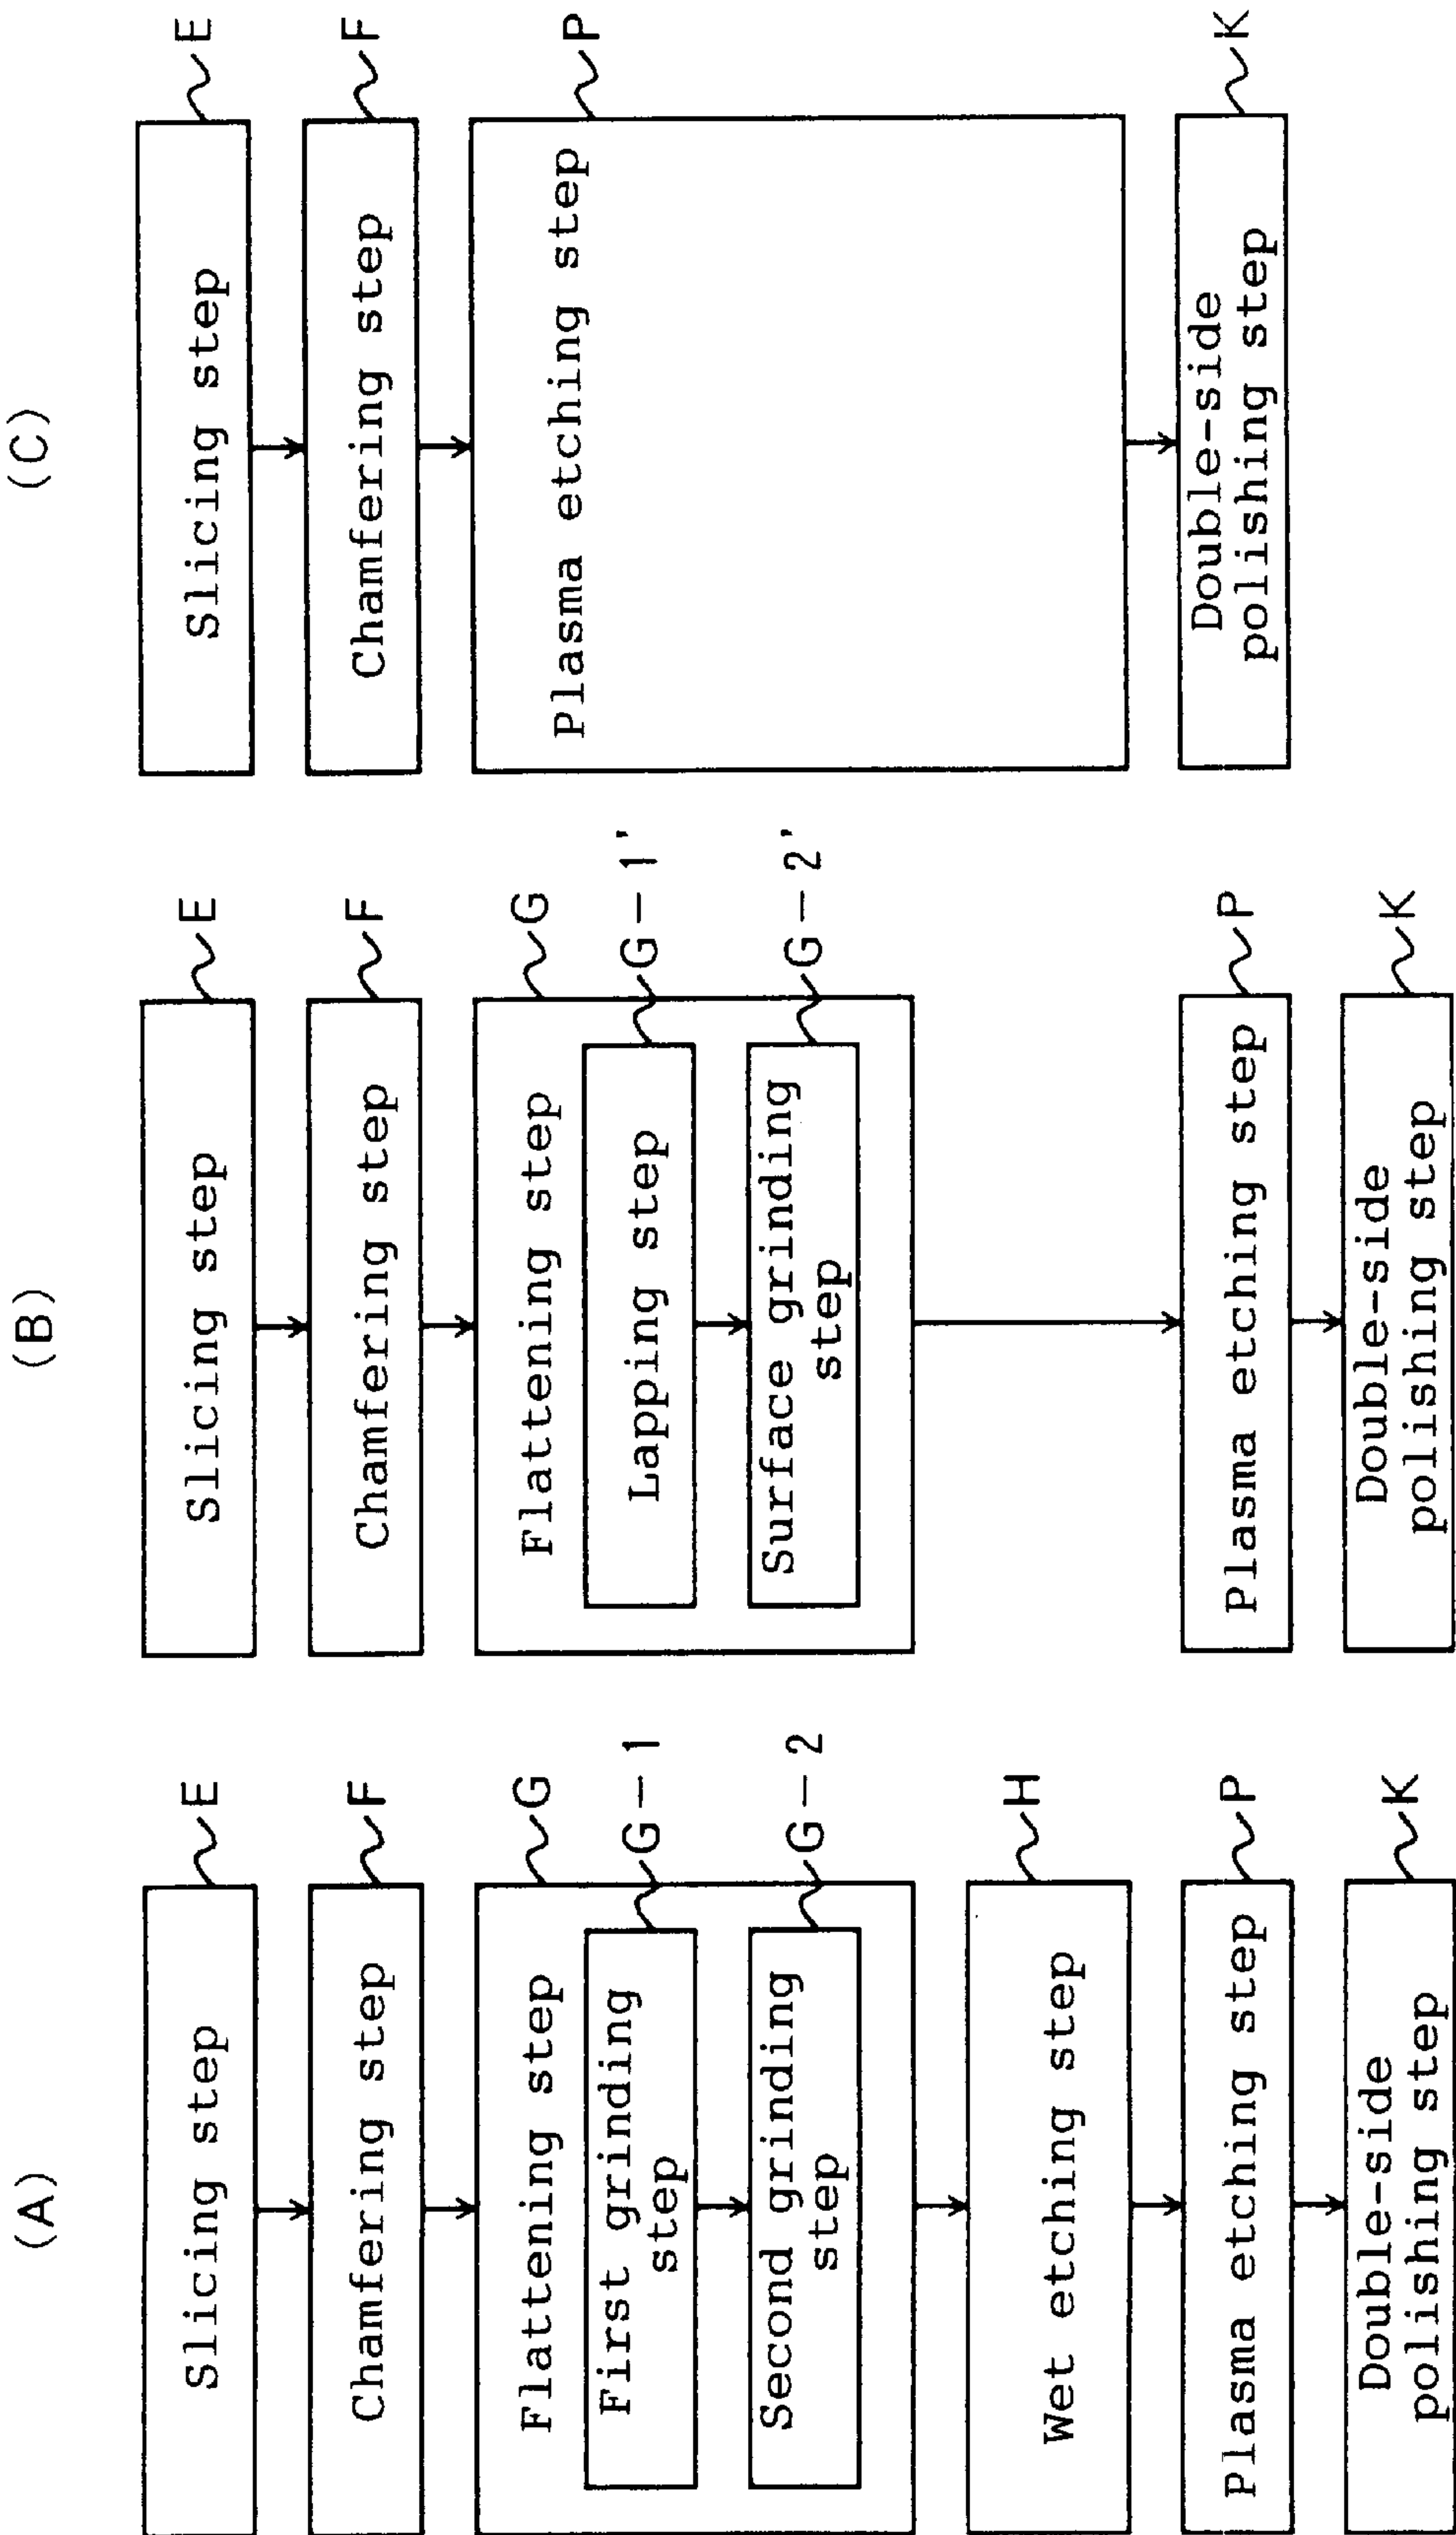 (A)
Slicing step
E
Chamfering step
F
Flattening step
G
First grinding
step
G-1
Second grinding
step
G-2
Wet etching step
H
Plasma etching step
P
Double-side
polishing step
K
(B)
Slicing step
E
Chamfering step
F
Flattening step
G
Lapping step
G-1'
Surface grinding
step
G-2'
Plasma etching step
P
Double-side
polishing step
K
(C)
Slicing step
E
Chamfering step
F
Plasma etching step
P
Double-side
polishing step
K